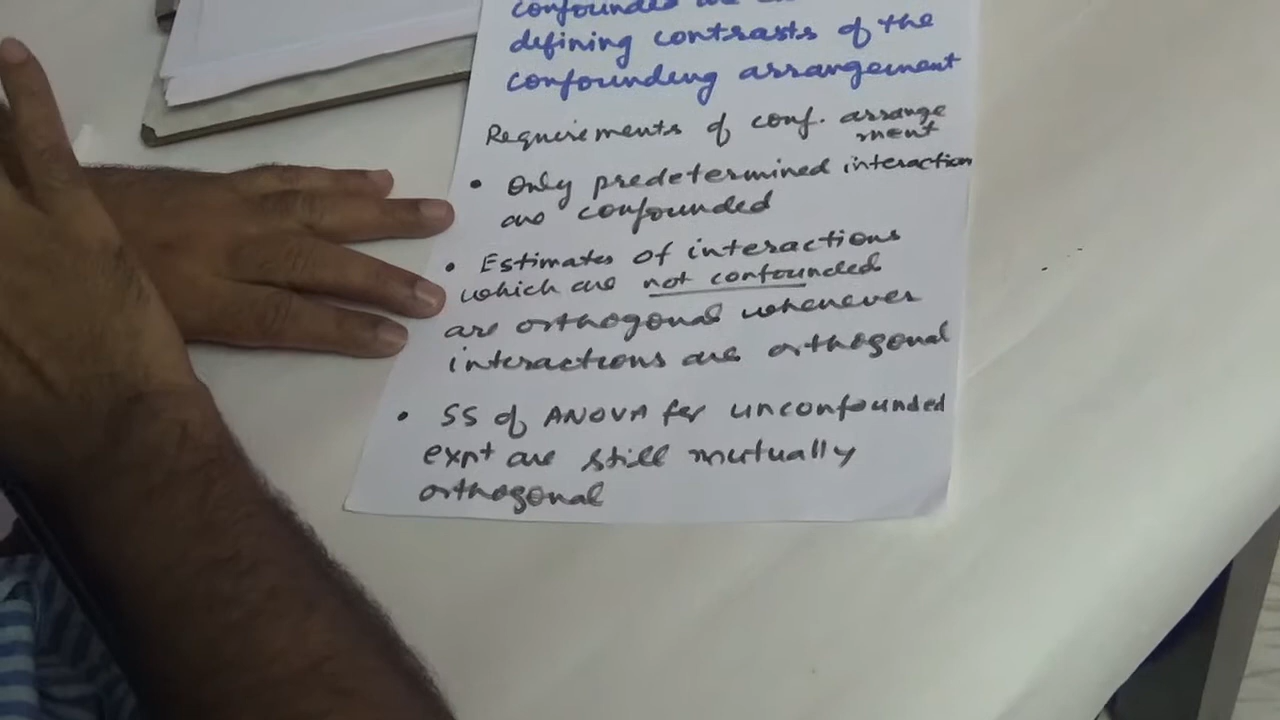 confounded
defining contrasts of the
confounding arrangement
Requirements of conf. arrange
ment
• Only predetermined interaction
are confounded
• Estimates of interactions
which are not confounded
are orthogonal whenever
interactions are orthogonal
• SS of ANOVA for unconfounded
expt are still mutually
orthogonal